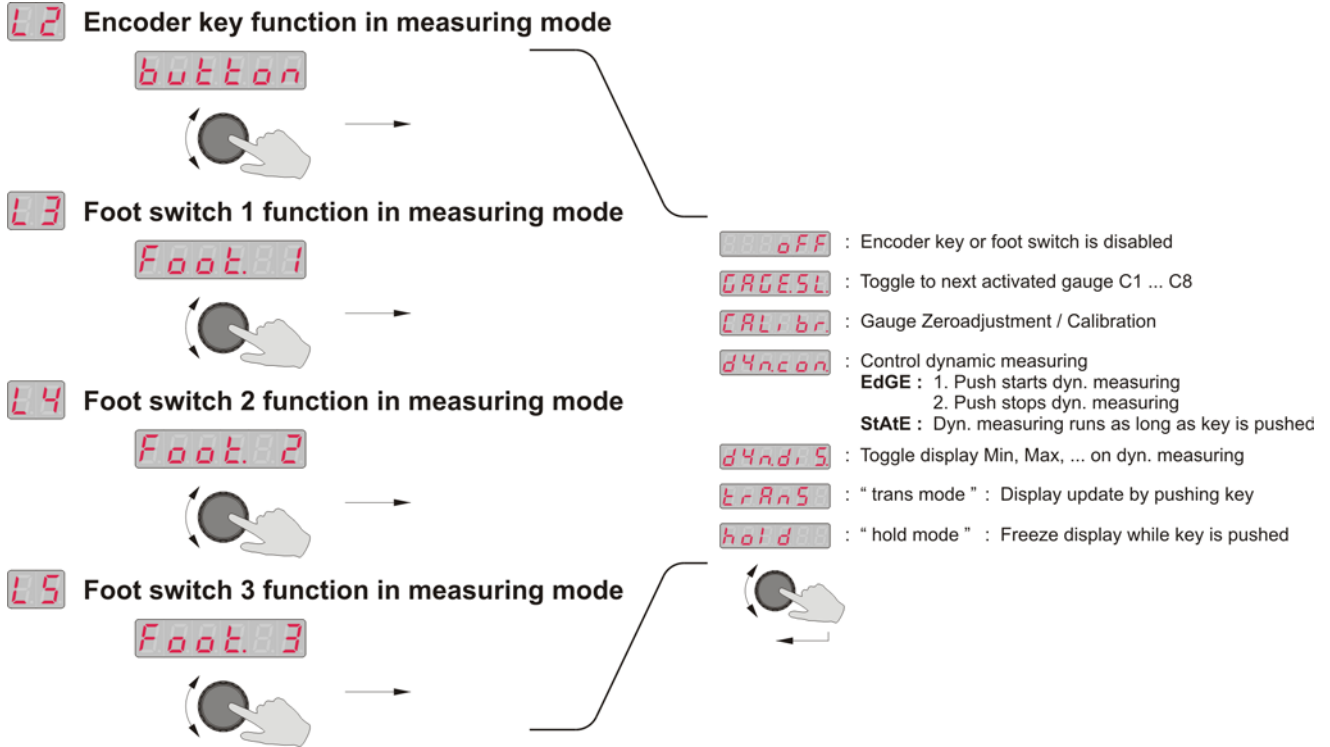 L2 Encoder key function in measuring mode
button
L3 Foot switch 1 function in measuring mode
Foot. 1
L4 Foot switch 2 function in measuring mode
Foot. 2
L5 Foot switch 3 function in measuring mode
Foot. 3
oFF : Encoder key or foot switch is disabled
GAGE.SL. : Toggle to next activated gauge C1 ... C8
CALibr. : Gauge Zeroadjustment / Calibration
dYn.con. : Control dynamic measuring
EdGE : 1. Push starts dyn. measuring
2. Push stops dyn. measuring
StAtE : Dyn. measuring runs as long as key is pushed
dYn.diS. : Toggle display Min, Max, ... on dyn. measuring
trAnS : “ trans mode ” : Display update by pushing key
hold : “ hold mode ” : Freeze display while key is pushed